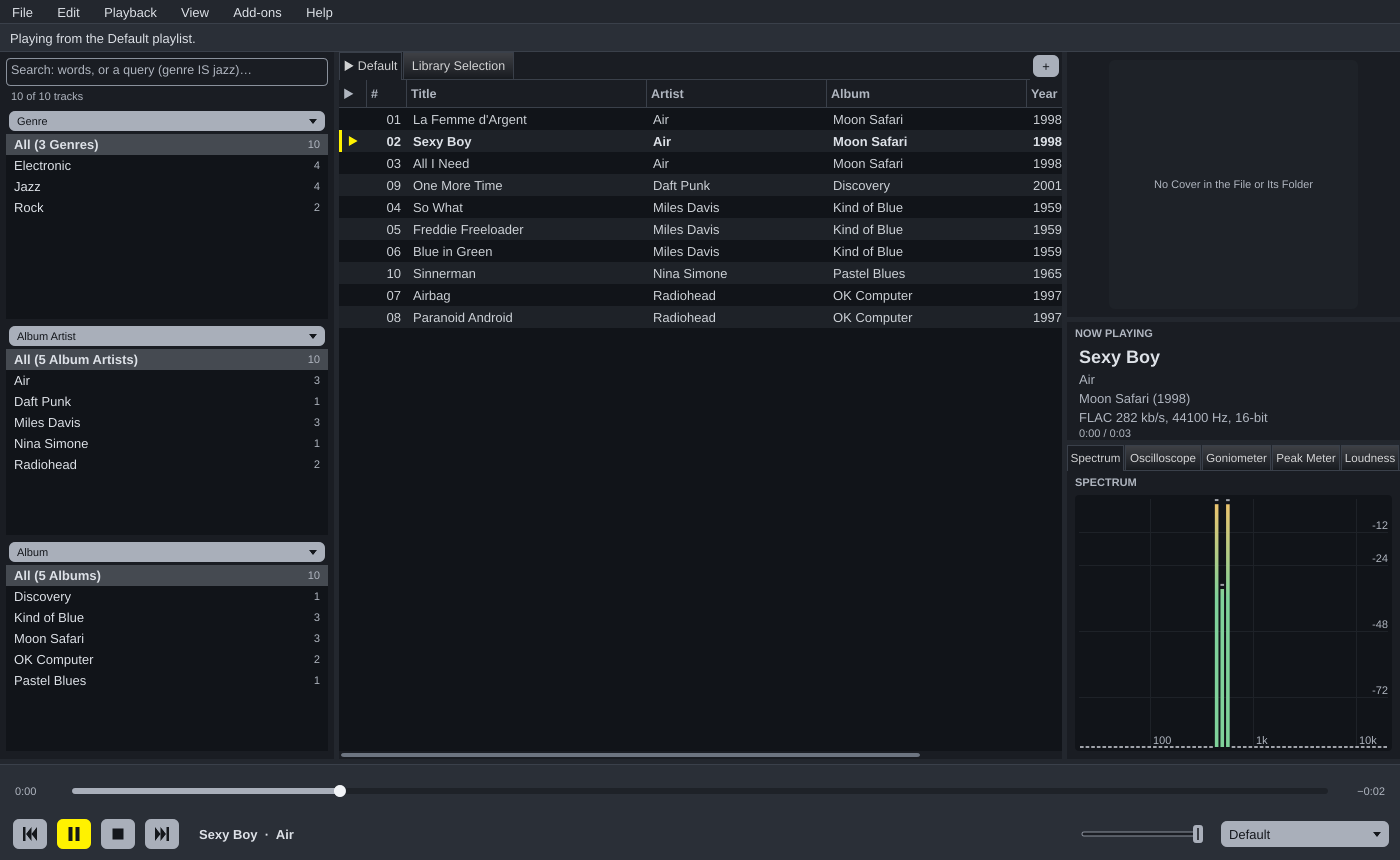 File Edit Playback View Add-ons Help
Playing from the Default playlist.
Search: words, or a query (genre IS jazz)…
10 of 10 tracks
Genre
All (3 Genres) 10
Electronic 4
Jazz 4
Rock 2
Album Artist
All (5 Album Artists) 10
Air 3
Daft Punk 1
Miles Davis 3
Nina Simone 1
Radiohead 2
Album
All (5 Albums) 10
Discovery 1
Kind of Blue 3
Moon Safari 3
OK Computer 2
Pastel Blues 1
Default Library Selection +
# Title Artist Album Year
01 La Femme d'Argent Air Moon Safari 1998
02 Sexy Boy Air Moon Safari 1998
03 All I Need Air Moon Safari 1998
09 One More Time Daft Punk Discovery 2001
04 So What Miles Davis Kind of Blue 1959
05 Freddie Freeloader Miles Davis Kind of Blue 1959
06 Blue in Green Miles Davis Kind of Blue 1959
10 Sinnerman Nina Simone Pastel Blues 1965
07 Airbag Radiohead OK Computer 1997
08 Paranoid Android Radiohead OK Computer 1997
No Cover in the File or Its Folder
NOW PLAYING
Sexy Boy
Air
Moon Safari (1998)
FLAC 282 kb/s, 44100 Hz, 16-bit
0:00 / 0:03
Spectrum Oscilloscope Goniometer Peak Meter Loudness
SPECTRUM
-12
-24
-48
-72
100 1k 10k
0:00 −0:02
Sexy Boy · Air Default